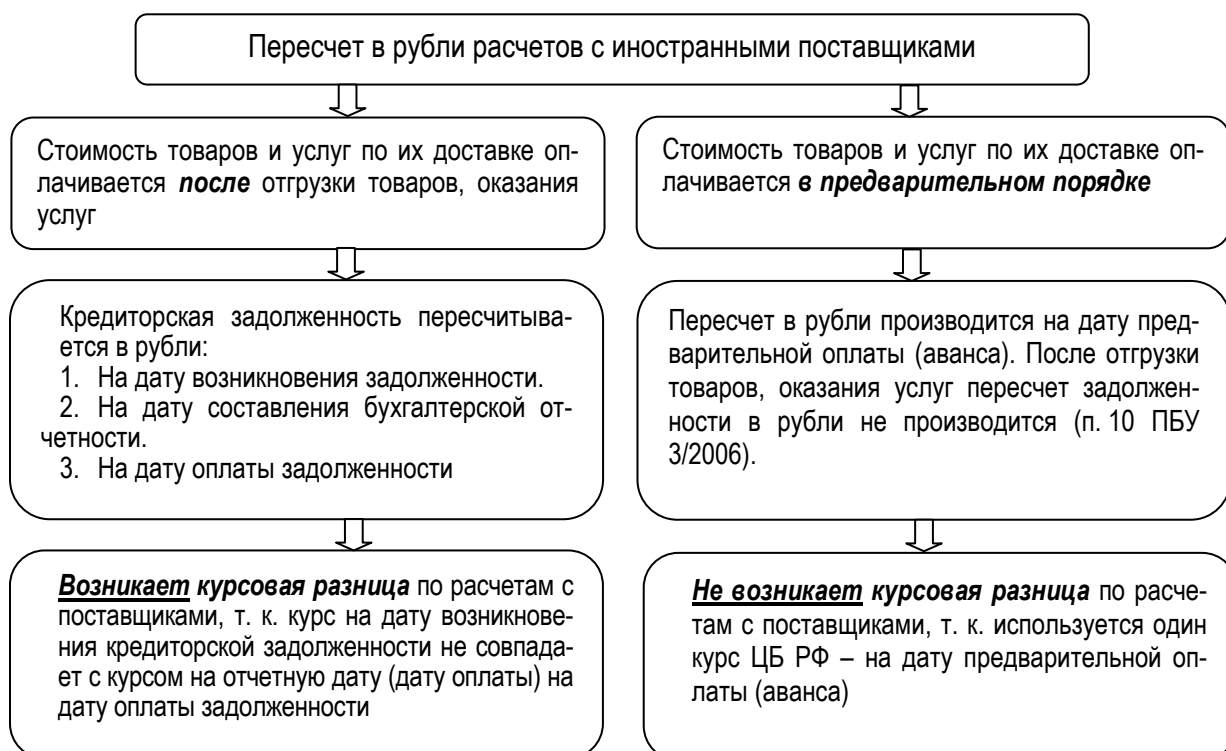 Пересчет в рубли расчетов с иностранными поставщиками
Стоимость товаров и услуг по их доставке оп-
лачивается после отгрузки товаров, оказания
услуг
Стоимость товаров и услуг по их доставке оп-
лачивается в предварительном порядке
Кредиторская задолженность пересчитыва-
ется в рубли:
1. На дату возникновения задолженности.
2. На дату составления бухгалтерской от-
четности.
3. На дату оплаты задолженности
Пересчет в рубли производится на дату пред-
варительной оплаты (аванса). После отгрузки
товаров, оказания услуг пересчет задолжен-
ности в рубли не производится (п. 10 ПБУ
3/2006).
Возникает курсовая разница по расчетам с
поставщиками, т. к. курс на дату возникнове-
ния кредиторской задолженности не совпада-
ет с курсом на отчетную дату (дату оплаты) на
дату оплаты задолженности
Не возникает курсовая разница по расче-
там с поставщиками, т. к. используется один
курс ЦБ РФ – на дату предварительной оп-
латы (аванса)